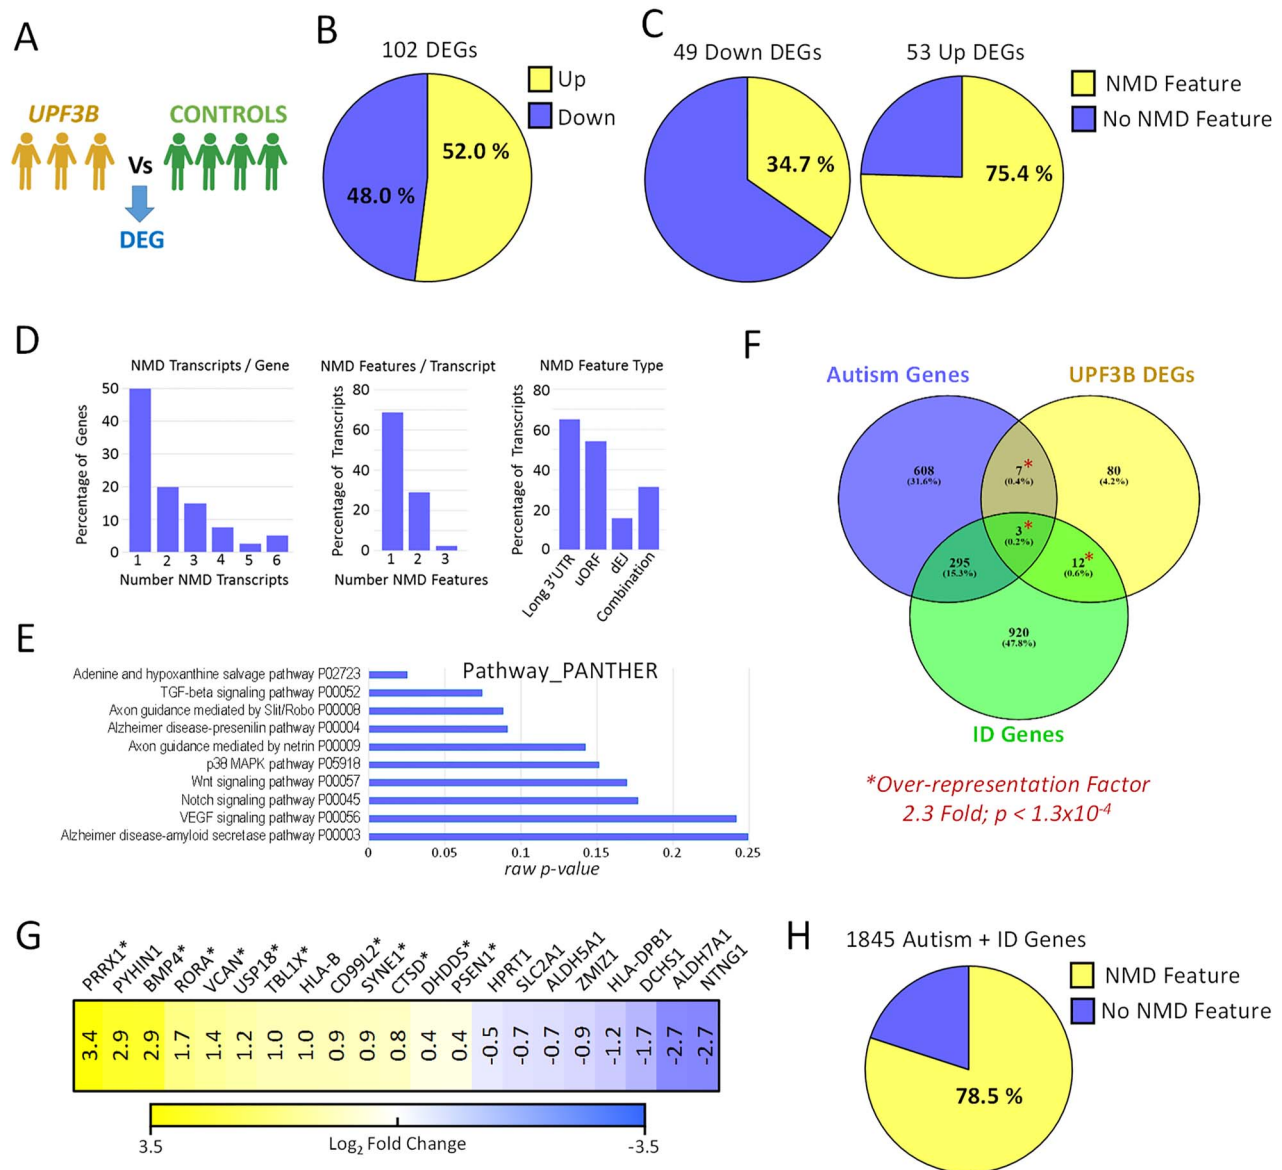 A
UPF3B
CONTROLS
Vs
DEG
B
102 DEGs
Up
Down
52.0 %
48.0 %
C
49 Down DEGs
53 Up DEGs
NMD Feature
No NMD Feature
34.7 %
75.4 %
D
NMD Transcripts / Gene
Percentage of Genes
50
40
30
20
10
0
1 2 3 4 5 6
Number NMD Transcripts
NMD Features / Transcript
Percentage of Transcripts
80
60
40
20
0
1 2 3
Number NMD Features
NMD Feature Type
Percentage of Transcripts
80
60
40
20
0
Long 3'UTR
uORF
dEJ
Combination
E
Pathway_PANTHER
Adenine and hypoxanthine salvage pathway P02723
TGF-beta signaling pathway P00052
Axon guidance mediated by Slit/Robo P00008
Alzheimer disease-presenilin pathway P00004
Axon guidance mediated by netrin P00009
p38 MAPK pathway P05918
Wnt signaling pathway P00057
Notch signaling pathway P00045
VEGF signaling pathway P00056
Alzheimer disease-amyloid secretase pathway P00003
0 0.05 0.1 0.15 0.2 0.25
raw p-value
F
Autism Genes
UPF3B DEGs
608
(31.6%)
7*
(0.4%)
80
(4.2%)
3*
(0.2%)
295
(15.3%)
12*
(0.6%)
920
(47.8%)
ID Genes
*Over-representation Factor
2.3 Fold; p < 1.3x10⁻⁴
G
PRRX1* PYHIN1 BMP4* RORA* VCAN* USP18* TBL1X* HLA-B CD99L2* SYNE1* CTSD* DHDDS* PSEN1* HPRT1 SLC2A1 ALDH5A1 ZMIZ1 HLA-DPB1 DCHS1 ALDH7A1 NTNG1
3.4 2.9 2.9 1.7 1.4 1.2 1.0 1.0 0.9 0.9 0.8 0.4 0.4 -0.5 -0.7 -0.7 -0.9 -1.2 -1.7 -2.7 -2.7
3.5 Log₂ Fold Change -3.5
H
1845 Autism + ID Genes
NMD Feature
No NMD Feature
78.5 %